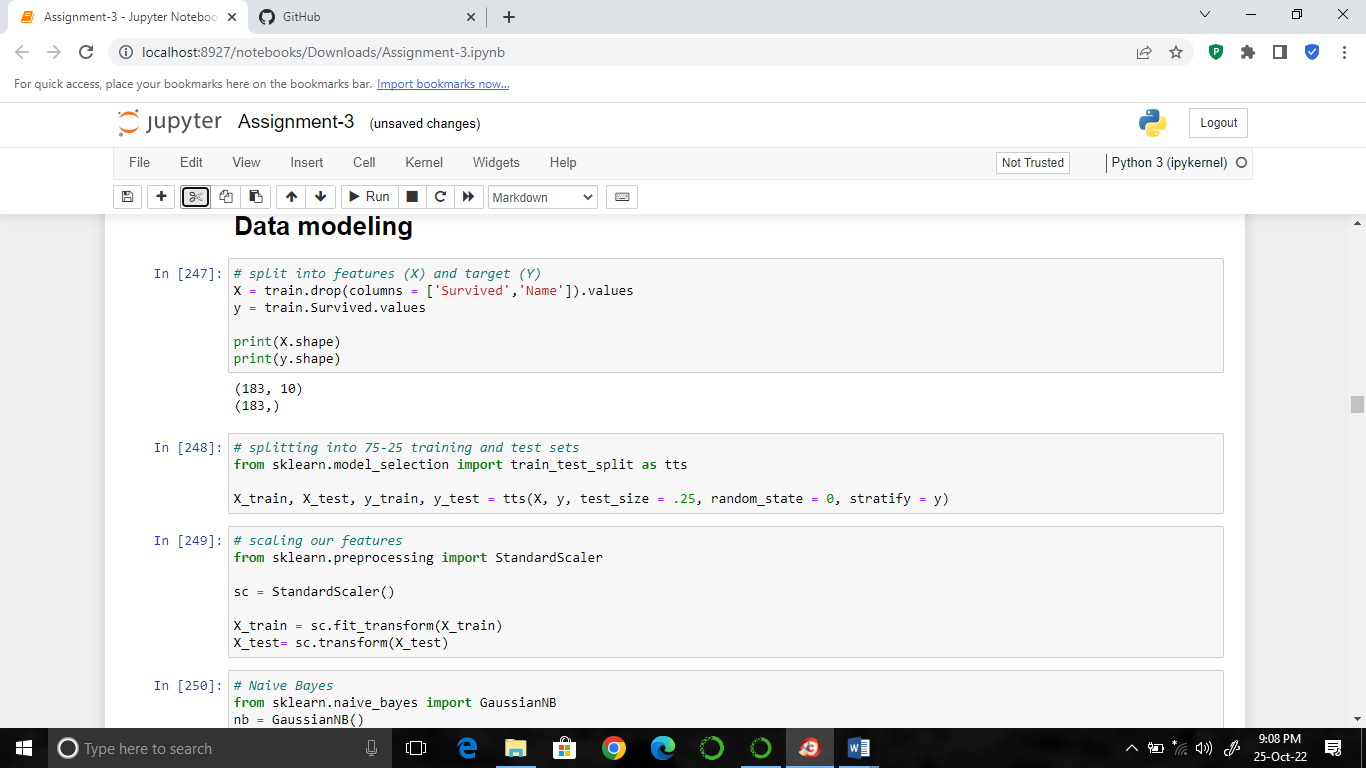 Assignment-3 - Jupyter Noteboo
GitHub
localhost:8927/notebooks/Downloads/Assignment-3.ipynb
For quick access, place your bookmarks here on the bookmarks bar. Import bookmarks now...
jupyter Assignment-3 (unsaved changes)
Logout
File Edit View Insert Cell Kernel Widgets Help
Not Trusted
Python 3 (ipykernel)
Run
Markdown
Data modeling
In [247]:
# split into features (X) and target (Y)
X = train.drop(columns = ['Survived','Name']).values
y = train.Survived.values
print(X.shape)
print(y.shape)
(183, 10)
(183,)
In [248]:
# splitting into 75-25 training and test sets
from sklearn.model_selection import train_test_split as tts
X_train, X_test, y_train, y_test = tts(X, y, test_size = .25, random_state = 0, stratify = y)
In [249]:
# scaling our features
from sklearn.preprocessing import StandardScaler
sc = StandardScaler()
X_train = sc.fit_transform(X_train)
X_test= sc.transform(X_test)
In [250]:
# Naive Bayes
from sklearn.naive_bayes import GaussianNB
nb = GaussianNB()
Type here to search
9:08 PM
25-Oct-22